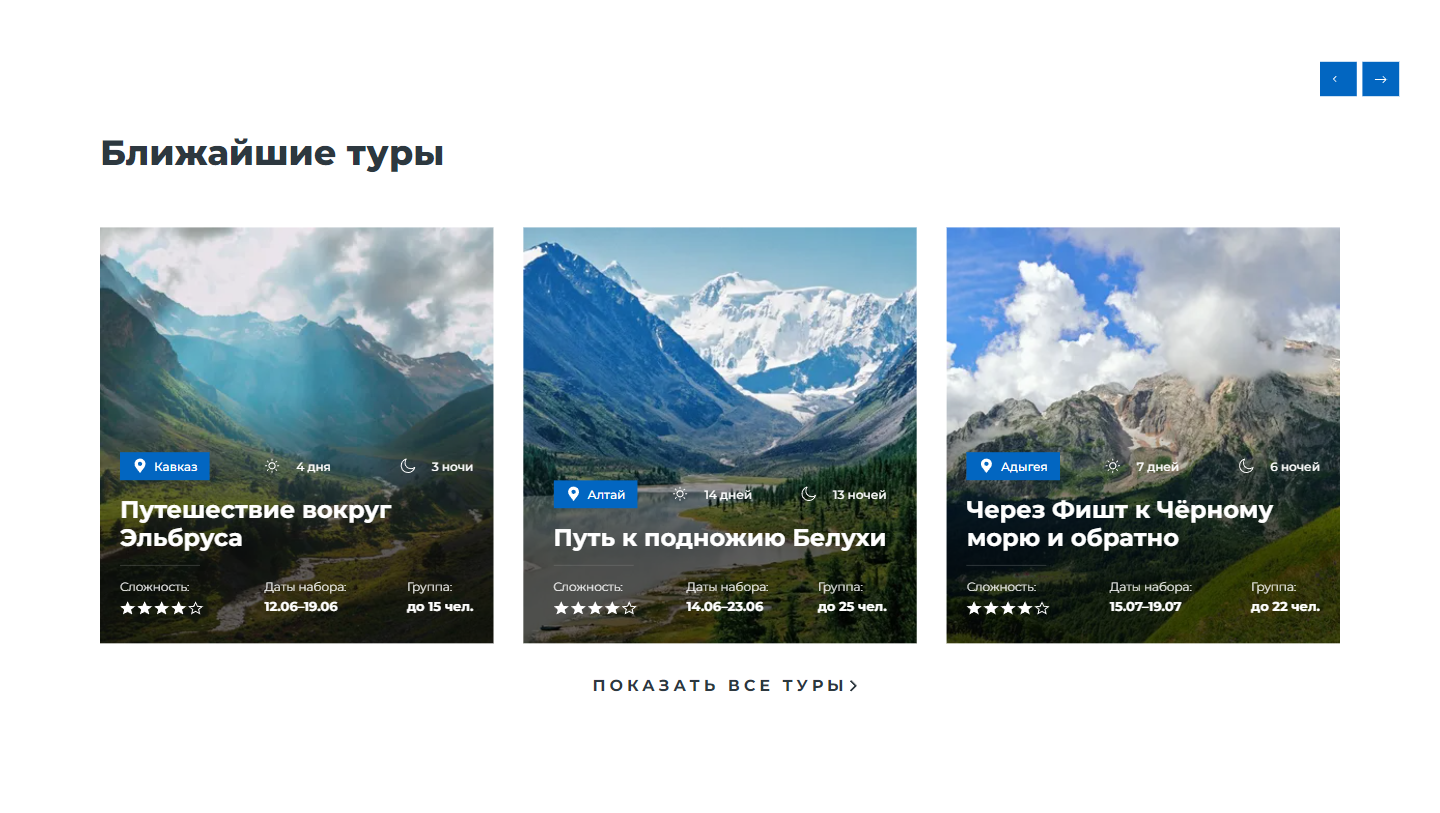 Ближайшие туры
Кавказ 4 дня 3 ночи
Путешествие вокруг
Эльбруса
Сложность: Даты набора: Группа:
12.06–19.06 до 15 чел.
Алтай 14 дней 13 ночей
Путь к подножию Белухи
Сложность: Даты набора: Группа:
14.06–23.06 до 25 чел.
Адыгея 7 дней 6 ночей
Через Фишт к Чёрному
морю и обратно
Сложность: Даты набора: Группа:
15.07–19.07 до 22 чел.
ПОКАЗАТЬ ВСЕ ТУРЫ